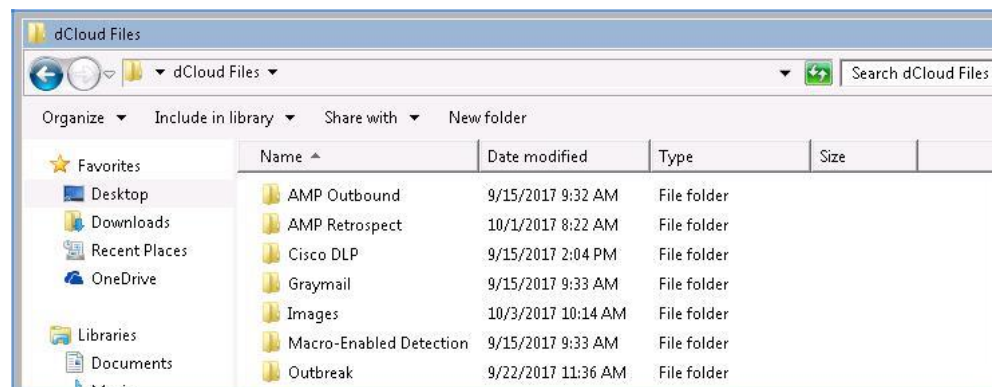 dCloud Files
dCloud Files
Search dCloud Files
Organize Include in library Share with New folder
Favorites
Desktop
Downloads
Recent Places
OneDrive
Libraries
Documents
Name Date modified Type Size
AMP Outbound 9/15/2017 9:32 AM File folder
AMP Retrospect 10/1/2017 8:22 AM File folder
Cisco DLP 9/15/2017 2:04 PM File folder
Graymail 9/15/2017 9:33 AM File folder
Images 10/3/2017 10:14 AM File folder
Macro-Enabled Detection 9/15/2017 9:33 AM File folder
Outbreak 9/22/2017 11:36 AM File folder